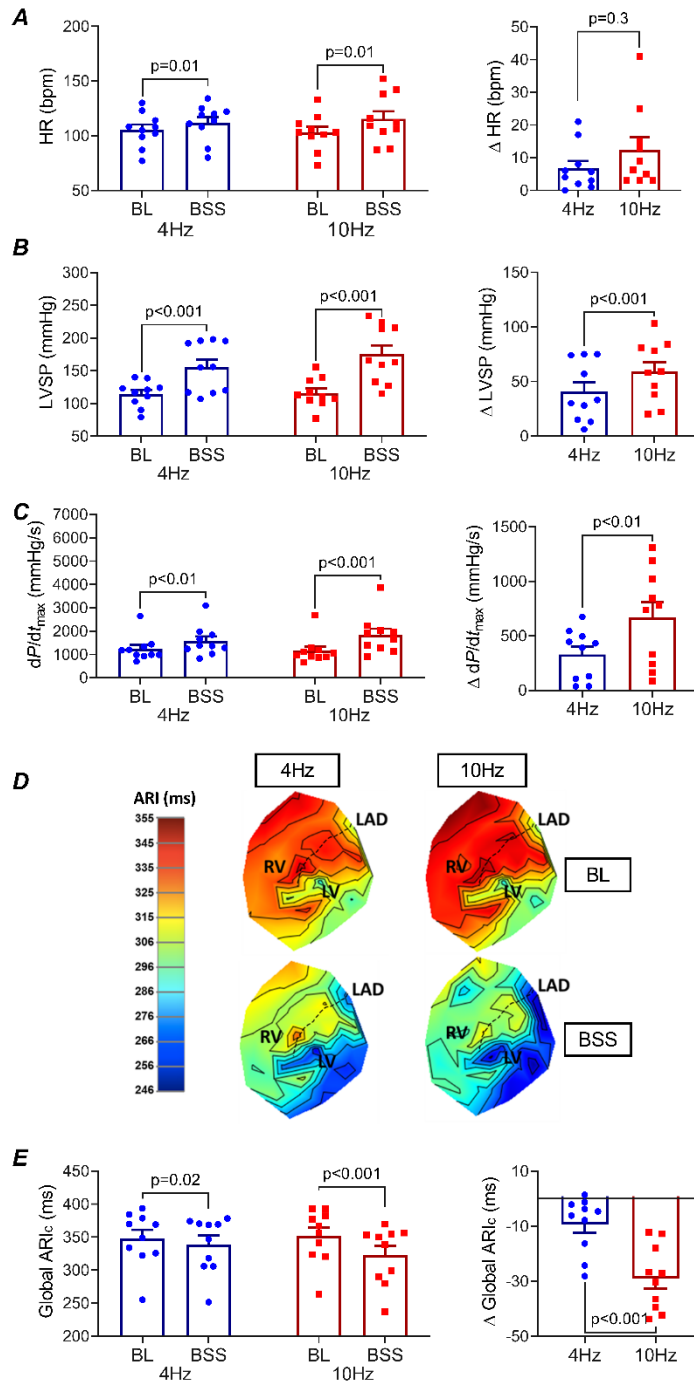 A
p=0.01
p=0.01
p=0.3
HR (bpm)
200
150
100
50
BL
BSS
BL
BSS
4Hz
10Hz
Δ HR (bpm)
50
40
30
20
10
0
4Hz
10Hz
B
p<0.001
p<0.001
p<0.001
LVSP (mmHg)
300
250
200
150
100
50
BL
BSS
BL
BSS
4Hz
10Hz
Δ LVSP (mmHg)
150
100
50
0
4Hz
10Hz
C
p<0.01
p<0.001
p<0.01
dP/dtmax (mmHg/s)
7000
6000
5000
4000
3000
2000
1000
0
BL
BSS
BL
BSS
4Hz
10Hz
Δ dP/dtmax (mmHg/s)
1500
1000
500
0
4Hz
10Hz
D
4Hz
10Hz
ARI (ms)
355
345
335
325
315
306
296
286
276
266
256
246
LAD
RV
LV
LAD
RV
LV
BL
LAD
RV
LV
LAD
RV
LV
BSS
E
p=0.02
p<0.001
Global ARIc (ms)
450
400
350
300
250
200
BL
BSS
BL
BSS
4Hz
10Hz
Δ Global ARIc (ms)
10
-10
-30
-50
p<0.001
4Hz
10Hz